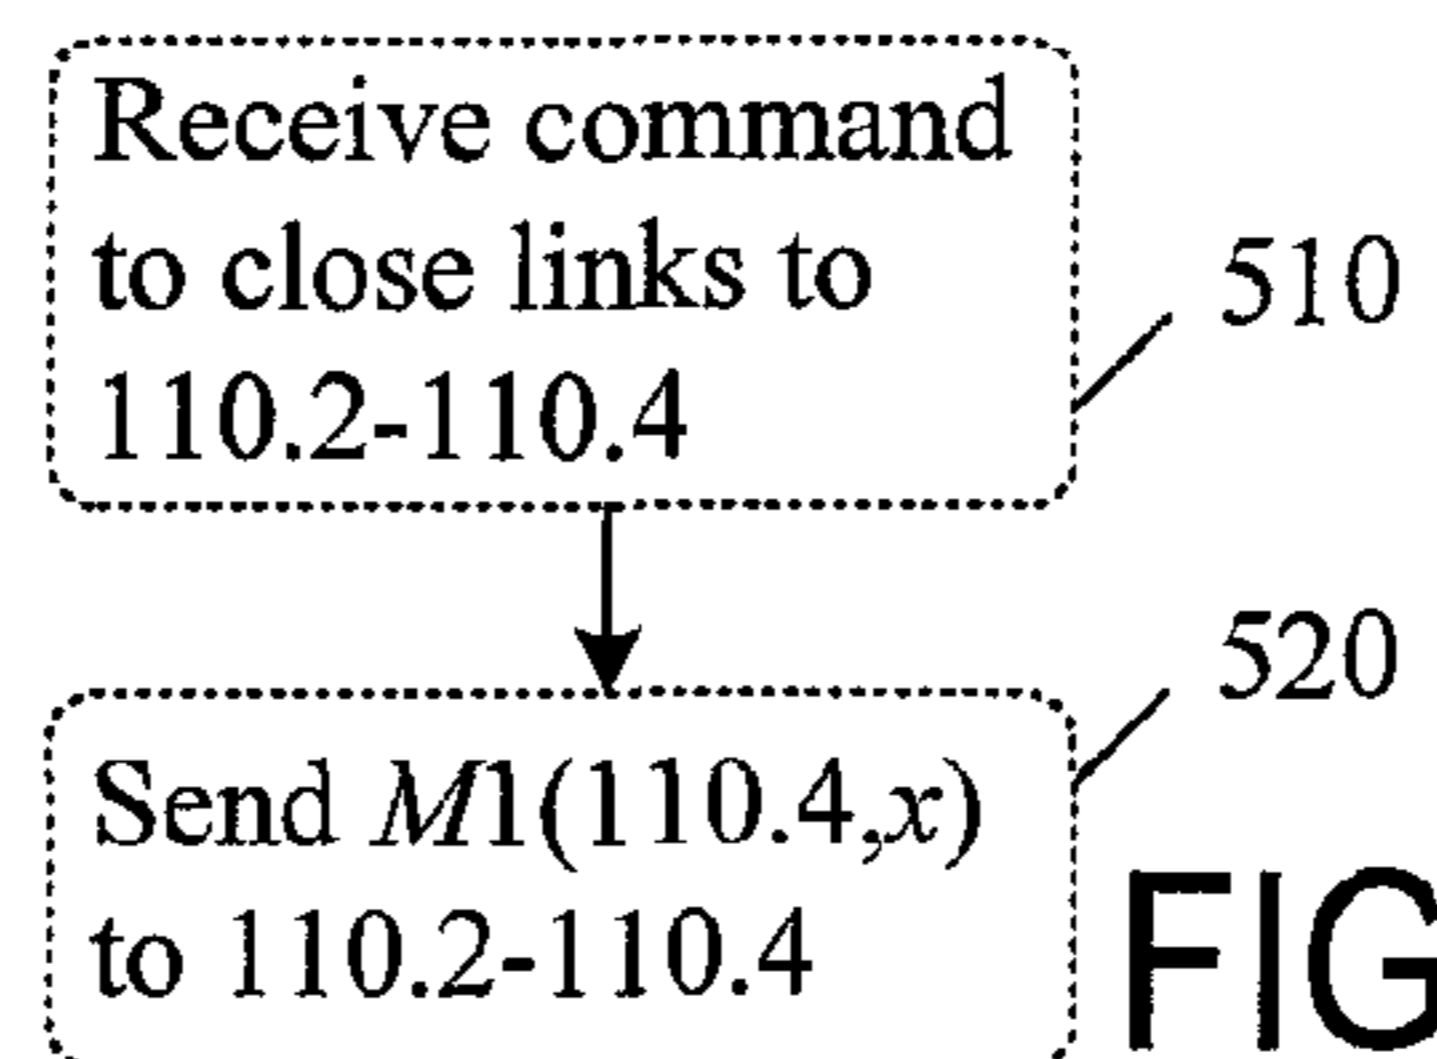 Receive command
to close links to
110.2-110.4
510
520
Send M1(110.4,x)
to 110.2-110.4
FIG